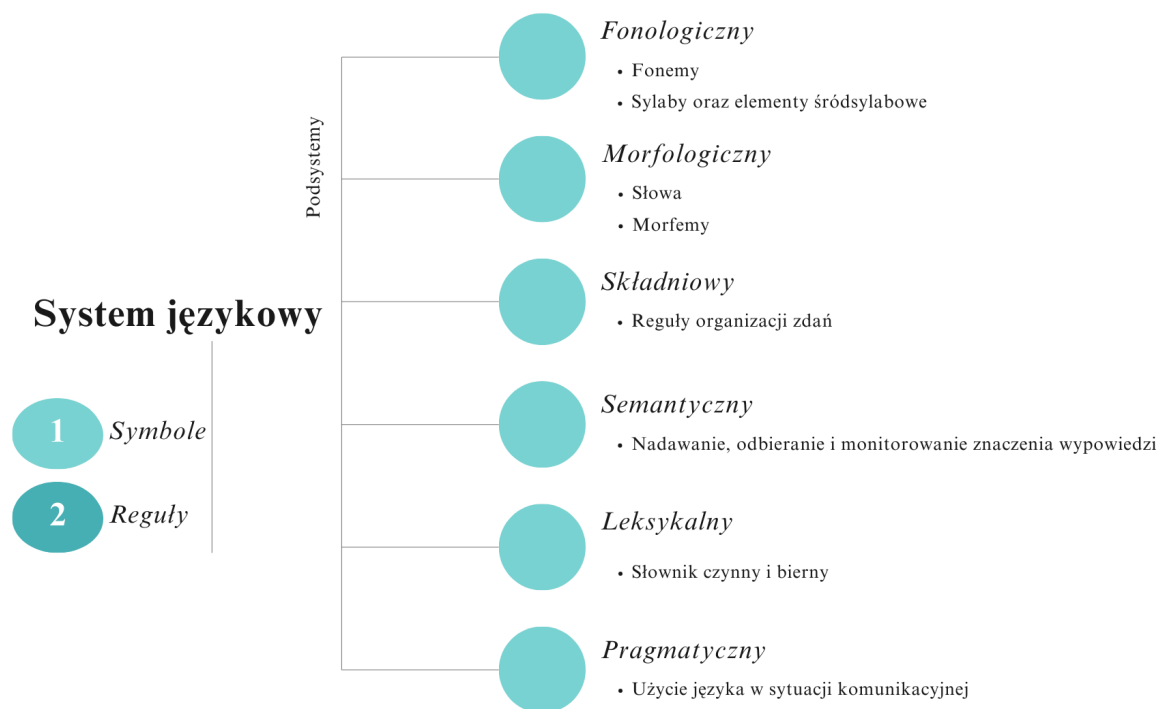 System językowy
1 Symbole
2 Reguły
Podsystemy
Fonologiczny
• Fonemy
• Sylaby oraz elementy śródsylabowe
Morfologiczny
• Słowa
• Morfemy
Składniowy
• Reguły organizacji zdań
Semantyczny
• Nadawanie, odbieranie i monitorowanie znaczenia wypowiedzi
Leksykalny
• Słownik czynny i bierny
Pragmatyczny
• Użycie języka w sytuacji komunikacyjnej